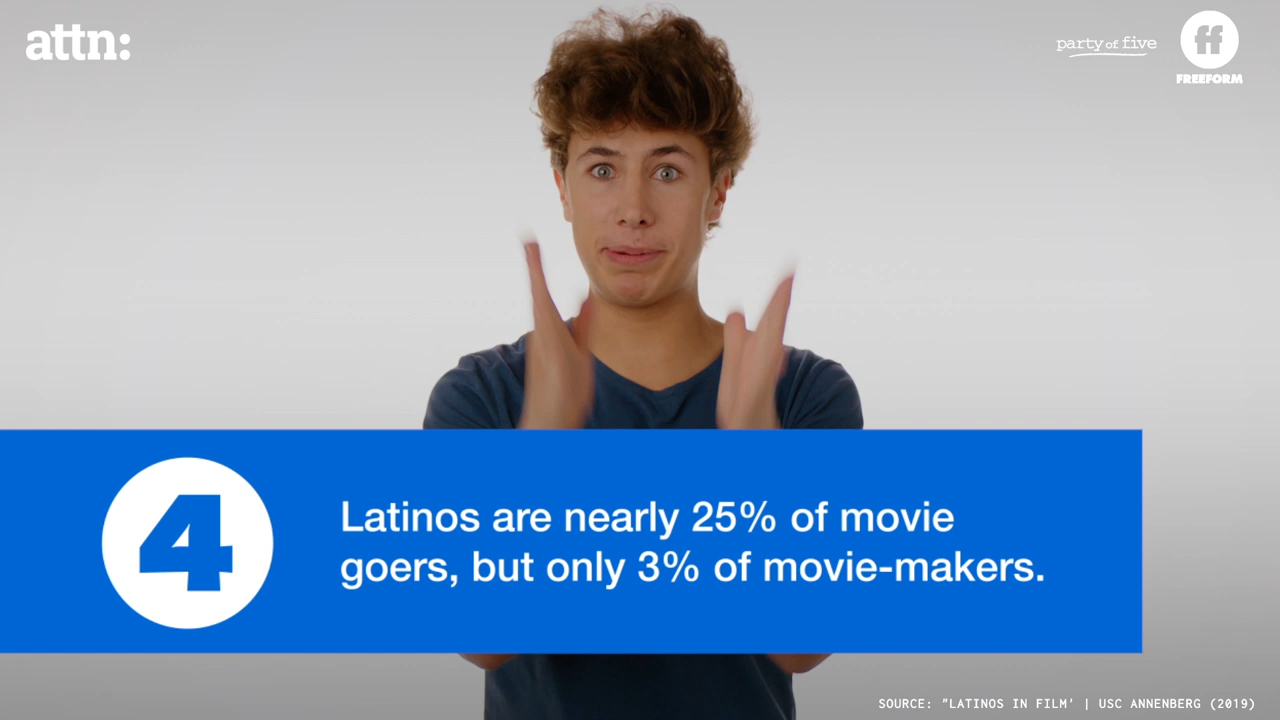 attn:
party of five
ff
FREEFORM
4
Latinos are nearly 25% of movie
goers, but only 3% of movie-makers.
SOURCE: "LATINOS IN FILM' | USC ANNENBERG (2019)